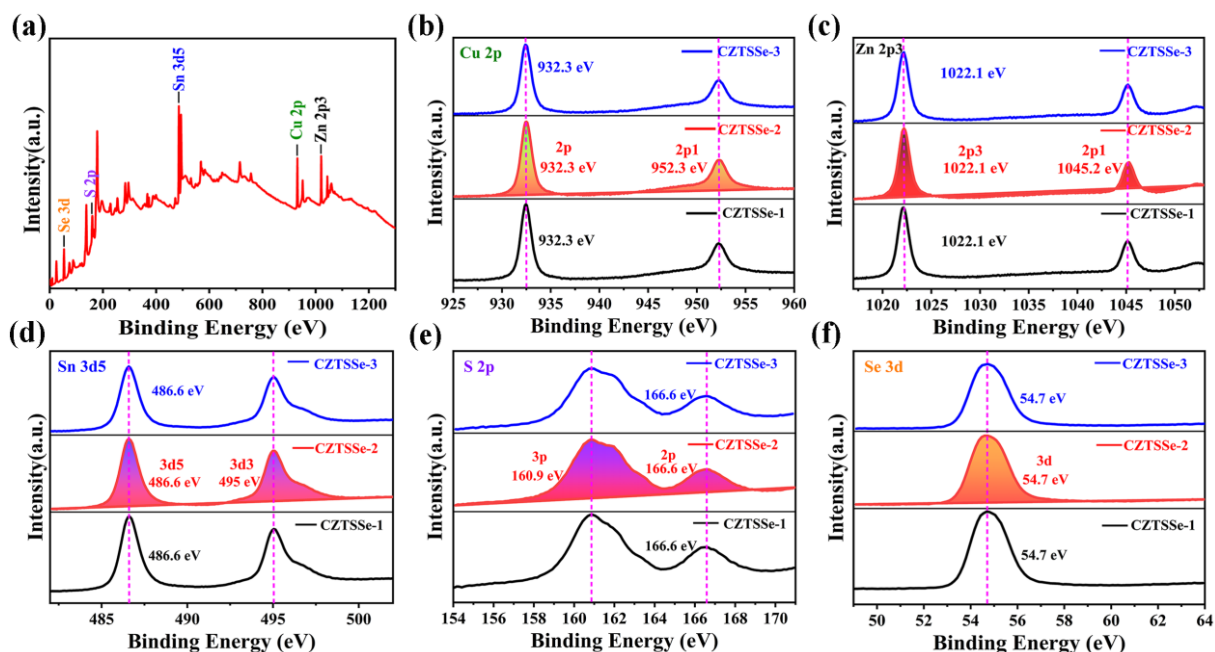 (a)
Intensity(a.u.)
Se 3d
S 2p
Sn 3d5
Cu 2p
Zn 2p3
0 200 400 600 800 1000 1200
Binding Energy (eV)
(b)
Intensity(a.u.)
Cu 2p
CZTSSe-3
932.3 eV
CZTSSe-2
2p
932.3 eV
2p1
952.3 eV
CZTSSe-1
932.3 eV
925 930 935 940 945 950 955 960
Binding Energy (eV)
(c)
Intensity(a.u.)
Zn 2p3
CZTSSe-3
1022.1 eV
CZTSSe-2
2p3
1022.1 eV
2p1
1045.2 eV
CZTSSe-1
1022.1 eV
1020 1025 1030 1035 1040 1045 1050
Binding Energy (eV)
(d)
Intensity(a.u.)
Sn 3d5
CZTSSe-3
486.6 eV
CZTSSe-2
3d5
486.6 eV
3d3
495 eV
CZTSSe-1
486.6 eV
485 490 495 500
Binding Energy (eV)
(e)
Intensity(a.u.)
S 2p
CZTSSe-3
166.6 eV
CZTSSe-2
3p
160.9 eV
2p
166.6 eV
CZTSSe-1
166.6 eV
154 156 158 160 162 164 166 168 170
Binding Energy (eV)
(f)
Intensity(a.u.)
Se 3d
CZTSSe-3
54.7 eV
CZTSSe-2
3d
54.7 eV
CZTSSe-1
54.7 eV
50 52 54 56 58 60 62 64
Binding Energy (eV)